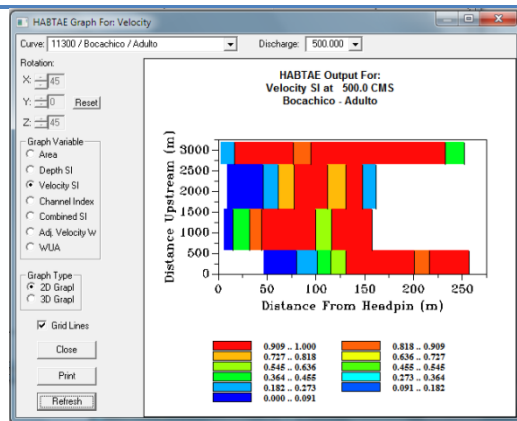 HABTAE Graph For: Velocity
Curve: 11300 / Bocachico / Adulto
Discharge: 500.000
Rotation:
X: 45
Y: 0 Reset
Z: 45
Graph Variable
Area
Depth SI
Velocity SI
Channel Index
Combined SI
Adj. Velocity W
WUA
Graph Type
2D Grapl
3D Grapl
Grid Lines
Close
Print
Refresh
HABTAE Output For:
Velocity SI at 500.0 CMS
Bocachico - Adulto
Distance Upstream (m)
3000
2500
2000
1500
1000
500
0
0 50 100 150 200 250
Distance From Headpin (m)
0.909 .. 1.000 0.818 .. 0.909
0.727 .. 0.818 0.636 .. 0.727
0.545 .. 0.636 0.455 .. 0.545
0.364 .. 0.455 0.273 .. 0.364
0.182 .. 0.273 0.091 .. 0.182
0.000 .. 0.091